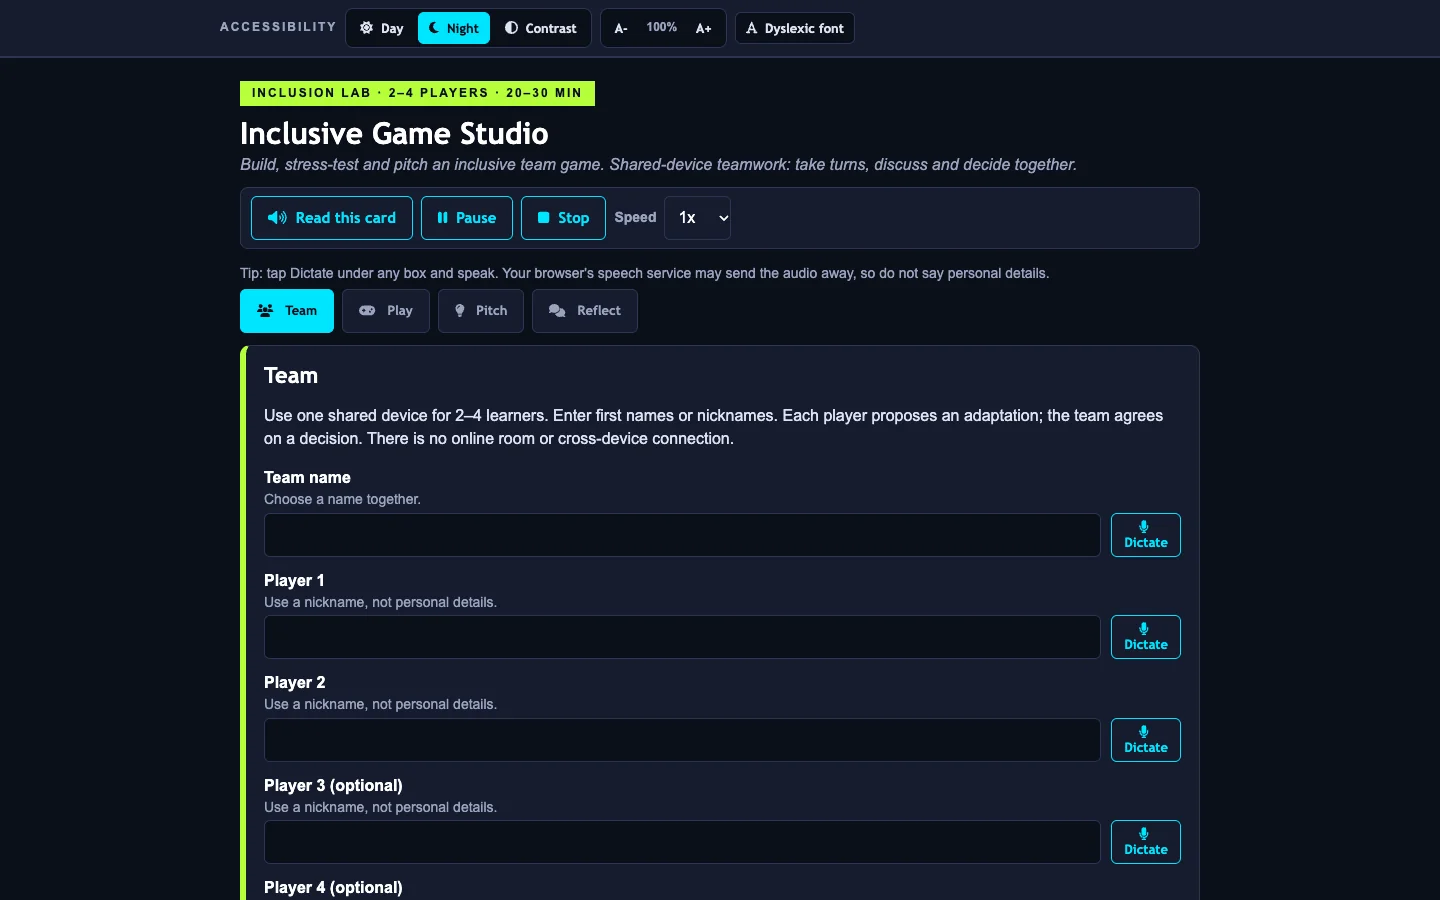 ACCESSIBILITY
Day
Night
Contrast
A-
100%
A+
Dyslexic font
INCLUSION LAB · 2–4 PLAYERS · 20–30 MIN
Inclusive Game Studio
Build, stress-test and pitch an inclusive team game. Shared-device teamwork: take turns, discuss and decide together.
Read this card
Pause
Stop
Speed
1x
Tip: tap Dictate under any box and speak. Your browser's speech service may send the audio away, so do not say personal details.
Team
Play
Pitch
Reflect
Team
Use one shared device for 2–4 learners. Enter first names or nicknames. Each player proposes an adaptation; the team agrees
on a decision. There is no online room or cross-device connection.
Team name
Choose a name together.
Dictate
Player 1
Use a nickname, not personal details.
Dictate
Player 2
Use a nickname, not personal details.
Dictate
Player 3 (optional)
Use a nickname, not personal details.
Dictate
Player 4 (optional)